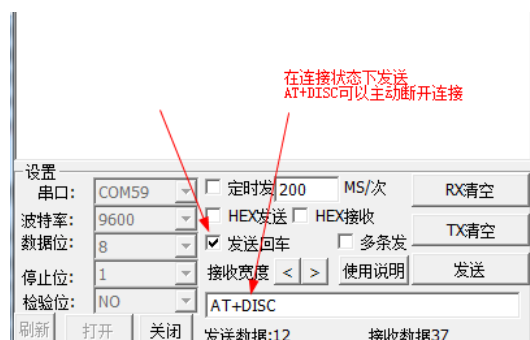 在连接状态下发送
AT+DISC可以主动断开连接
设置
串口: COM59 定时发 200 MS/次 RX清空
波特率: 9600 HEX发送 HEX接收 TX清空
数据位: 8 发送回车 多条发
停止位: 1 接收宽度 < > 使用说明 发送
检验位: NO AT+DISC
刷新 打开 关闭 发送数据:12 接收数据37